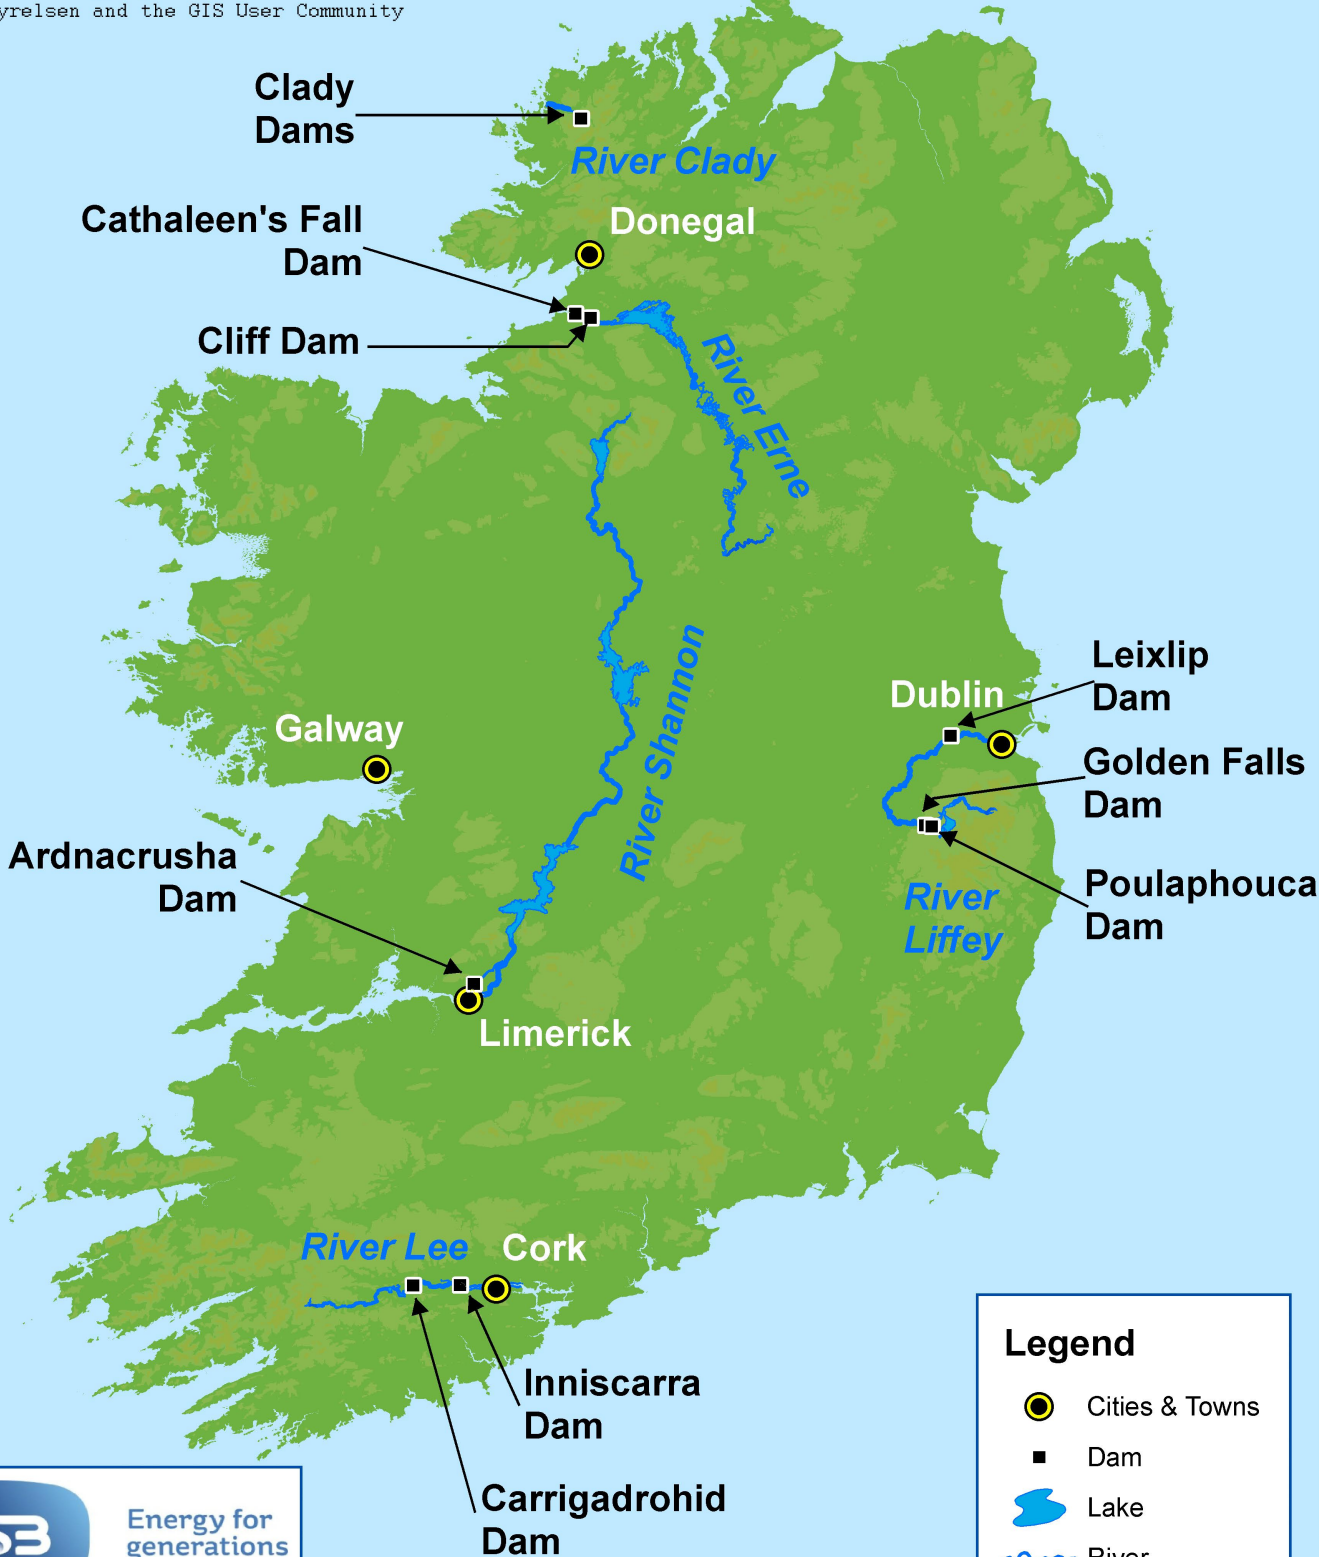 yrelsen and the GIS User Community
Clady
Dams
River Clady
Cathaleen's Fall
Dam
Donegal
Cliff Dam
River Erne
River Shannon
Leixlip
Dam
Dublin
Galway
Golden Falls
Dam
Ardnacrusha
Dam
Poulaphouca
Dam
River
Liffey
Limerick
River Lee
Cork
Inniscarra
Dam
Carrigadrohid
Dam
Legend
Cities & Towns
Dam
Lake
River
Energy for
generations